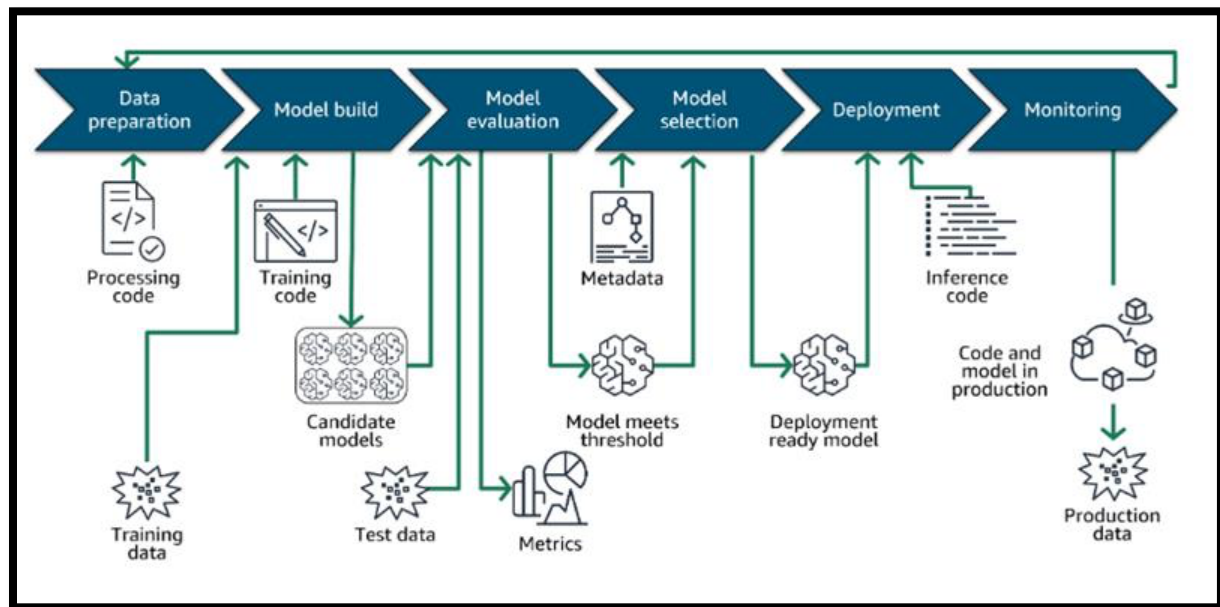 Data
preparation
Model build
Model
evaluation
Model
selection
Deployment
Monitoring
</>
Processing
code
</>
Training
code
Metadata
Inference
code
Candidate
models
Model meets
threshold
Deployment
ready model
Code and
model in
production
Training
data
Test data
Metrics
Production
data